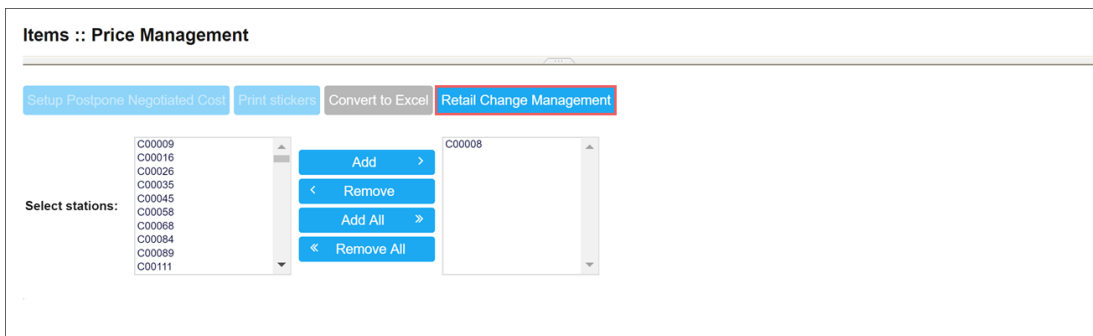 Items :: Price Management
Setup Postpone Negotiated Cost Print stickers Convert to Excel Retail Change Management
Select stations:
C00009
C00016
C00026
C00035
C00045
C00058
C00068
C00084
C00089
C00111
Add
Remove
Add All
Remove All
C00008